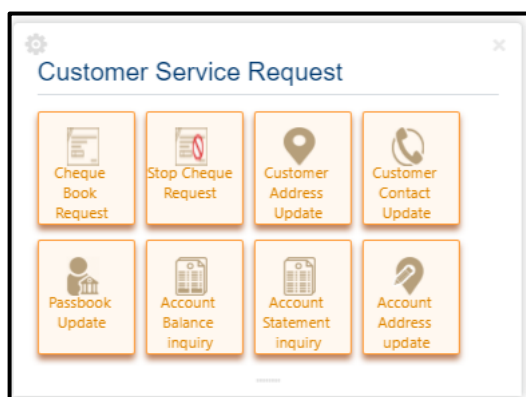 Customer Service Request
Cheque
Book
Request
Stop Cheque
Request
Customer
Address
Update
Customer
Contact
Update
Passbook
Update
Account
Balance
inquiry
Account
Statement
inquiry
Account
Address
update